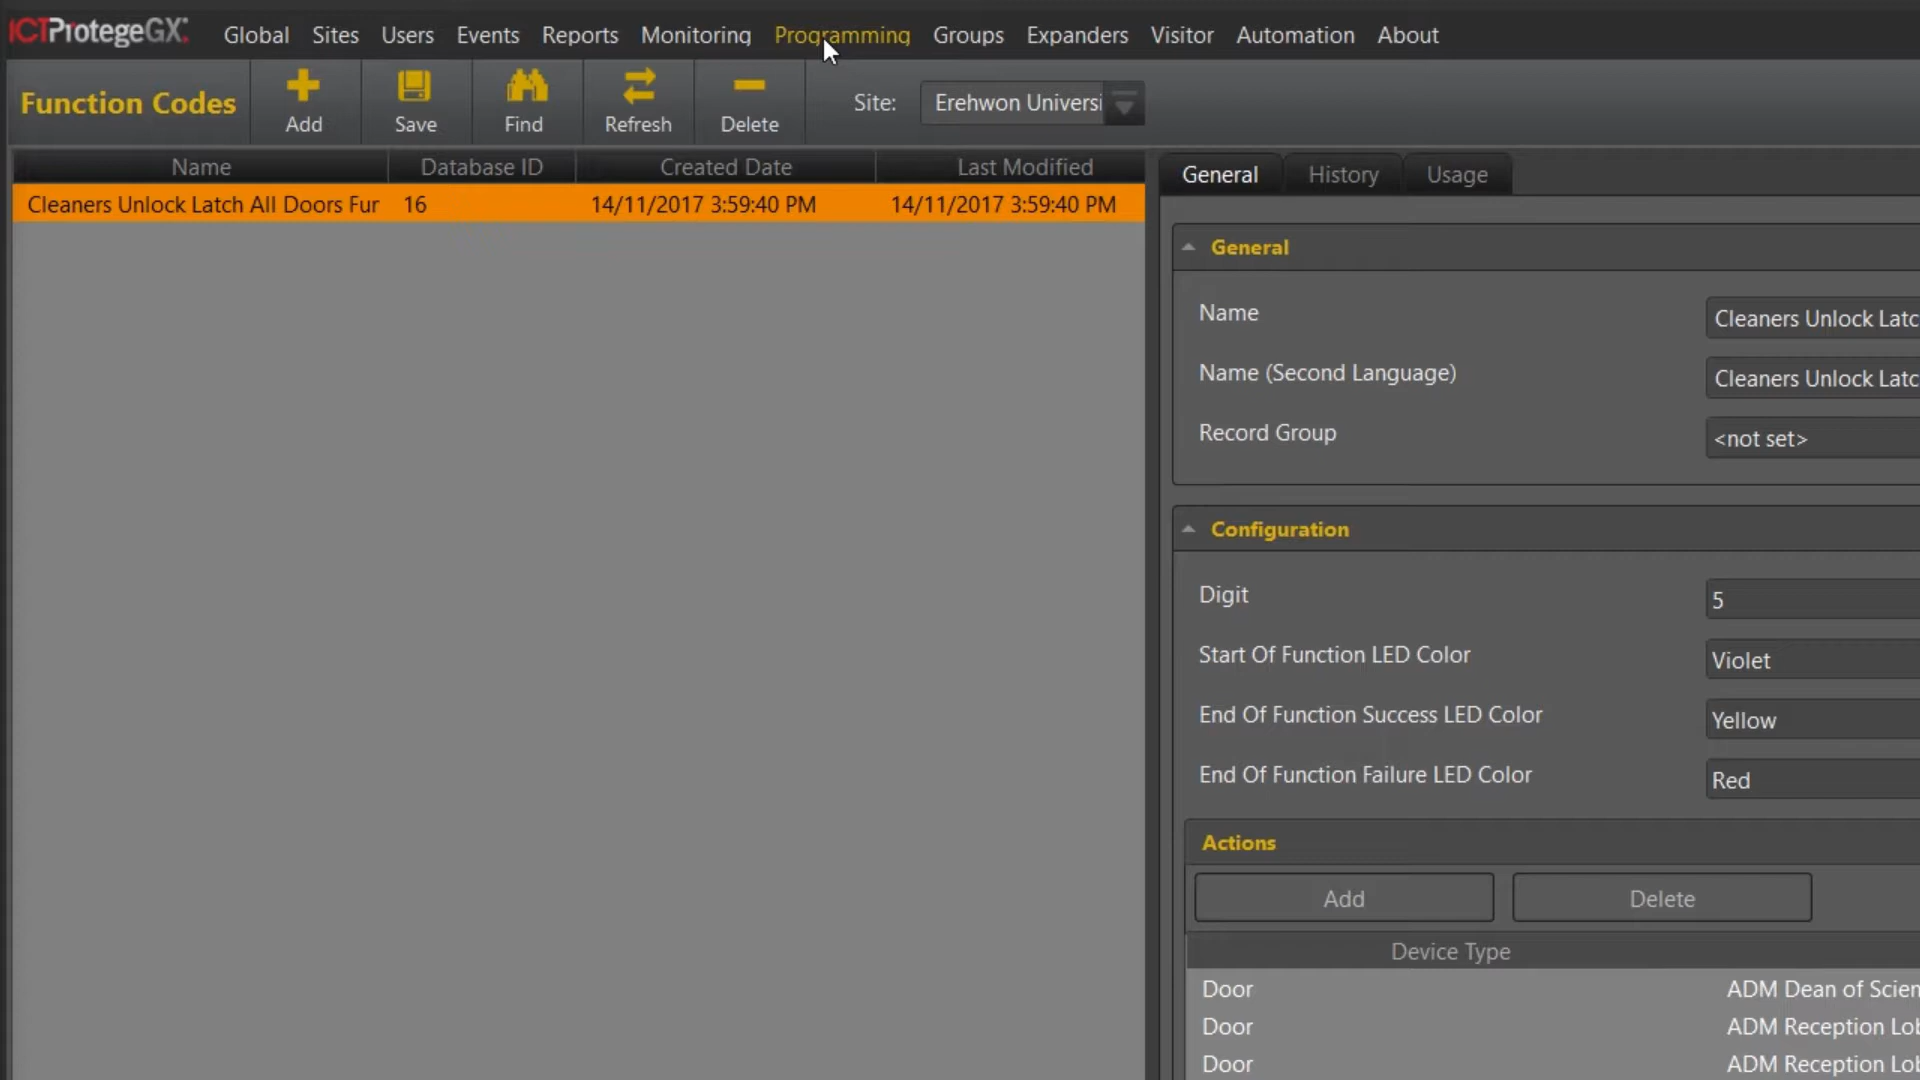 ICTProtegeGX
Global Sites Users Events Reports Monitoring Programming Groups Expanders Visitor Automation About
Function Codes
Add
Save
Find
Refresh
Delete
Site:
Erehwon Universi
Name Database ID Created Date Last Modified
Cleaners Unlock Latch All Doors Fur 16 14/11/2017 3:59:40 PM 14/11/2017 3:59:40 PM
General History Usage
General
Name Cleaners Unlock Latc
Name (Second Language) Cleaners Unlock Latc
Record Group <not set>
Configuration
Digit 5
Start Of Function LED Color Violet
End Of Function Success LED Color Yellow
End Of Function Failure LED Color Red
Actions
Add Delete
Device Type
Door ADM Dean of Scien
Door ADM Reception Lob
Door ADM Reception Lob